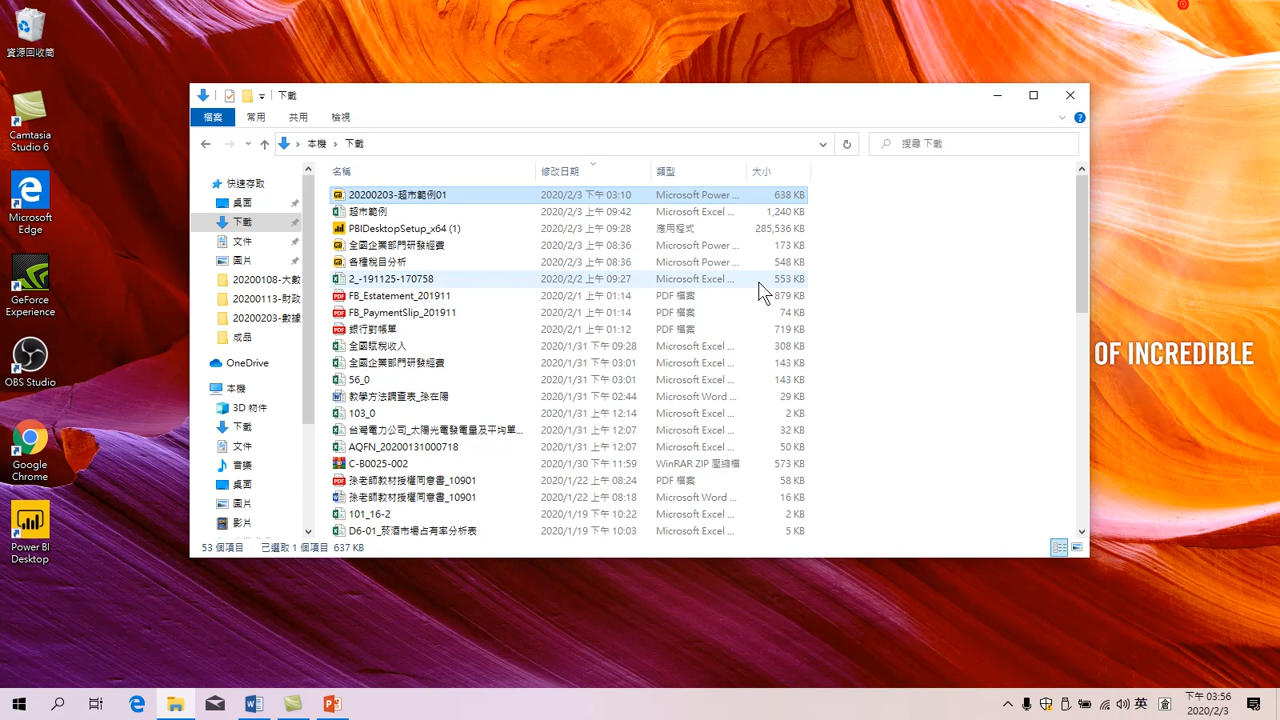 資源回收筒
Camtasia Studio 6
Microsoft Edge
GeForce Experience
OBS Studio
Google Chrome
Power BI Desktop
下載
檔案 常用 共用 檢視
本機 › 下載
搜尋 下載
名稱 修改日期 類型 大小
快速存取
桌面
下載
文件
圖片
20200108-大數
20200113-財政
20200203-數據
成品
OneDrive
本機
3D 物件
下載
文件
音樂
桌面
圖片
影片
20200203-超市範例01 2020/2/3 下午 03:10 Microsoft Power ... 638 KB
超市範例 2020/2/3 上午 09:42 Microsoft Excel ... 1,240 KB
PBIDesktopSetup_x64 (1) 2020/2/3 上午 09:28 應用程式 285,536 KB
全國企業部門研發經費 2020/2/3 上午 08:36 Microsoft Power ... 173 KB
各種稅目分析 2020/2/3 上午 08:36 Microsoft Power ... 548 KB
2_-191125-170758 2020/2/2 上午 09:27 Microsoft Excel ... 553 KB
FB_Estatement_201911 2020/2/1 上午 01:14 PDF 檔案 879 KB
FB_PaymentSlip_201911 2020/2/1 上午 01:14 PDF 檔案 74 KB
銀行對帳單 2020/2/1 上午 01:12 PDF 檔案 719 KB
全國賦稅收入 2020/1/31 下午 09:28 Microsoft Excel ... 308 KB
全國企業部門研發經費 2020/1/31 下午 03:01 Microsoft Excel ... 143 KB
56_0 2020/1/31 下午 03:01 Microsoft Excel ... 143 KB
教學方法調查表_孫在陽 2020/1/31 下午 02:44 Microsoft Word ... 29 KB
103_0 2020/1/31 上午 12:14 Microsoft Excel ... 2 KB
台灣電力公司_太陽光電發電量及平均單... 2020/1/31 上午 12:07 Microsoft Excel ... 32 KB
AQFN_20200131000718 2020/1/31 上午 12:07 Microsoft Excel ... 50 KB
C-B0025-002 2020/1/30 下午 11:59 WinRAR ZIP 壓縮檔 573 KB
孫老師教材授權同意書_10901 2020/1/22 上午 08:24 PDF 檔案 58 KB
孫老師教材授權同意書_10901 2020/1/22 上午 08:18 Microsoft Word ... 16 KB
101_16-2 2020/1/19 下午 10:22 Microsoft Excel ... 2 KB
D6-01_菸酒市場占有率分析表 2020/1/19 下午 10:03 Microsoft Excel ... 5 KB
53 個項目 已選取 1 個項目 637 KB
OF INCREDIBLE
英
倉
下午 03:56
2020/2/3